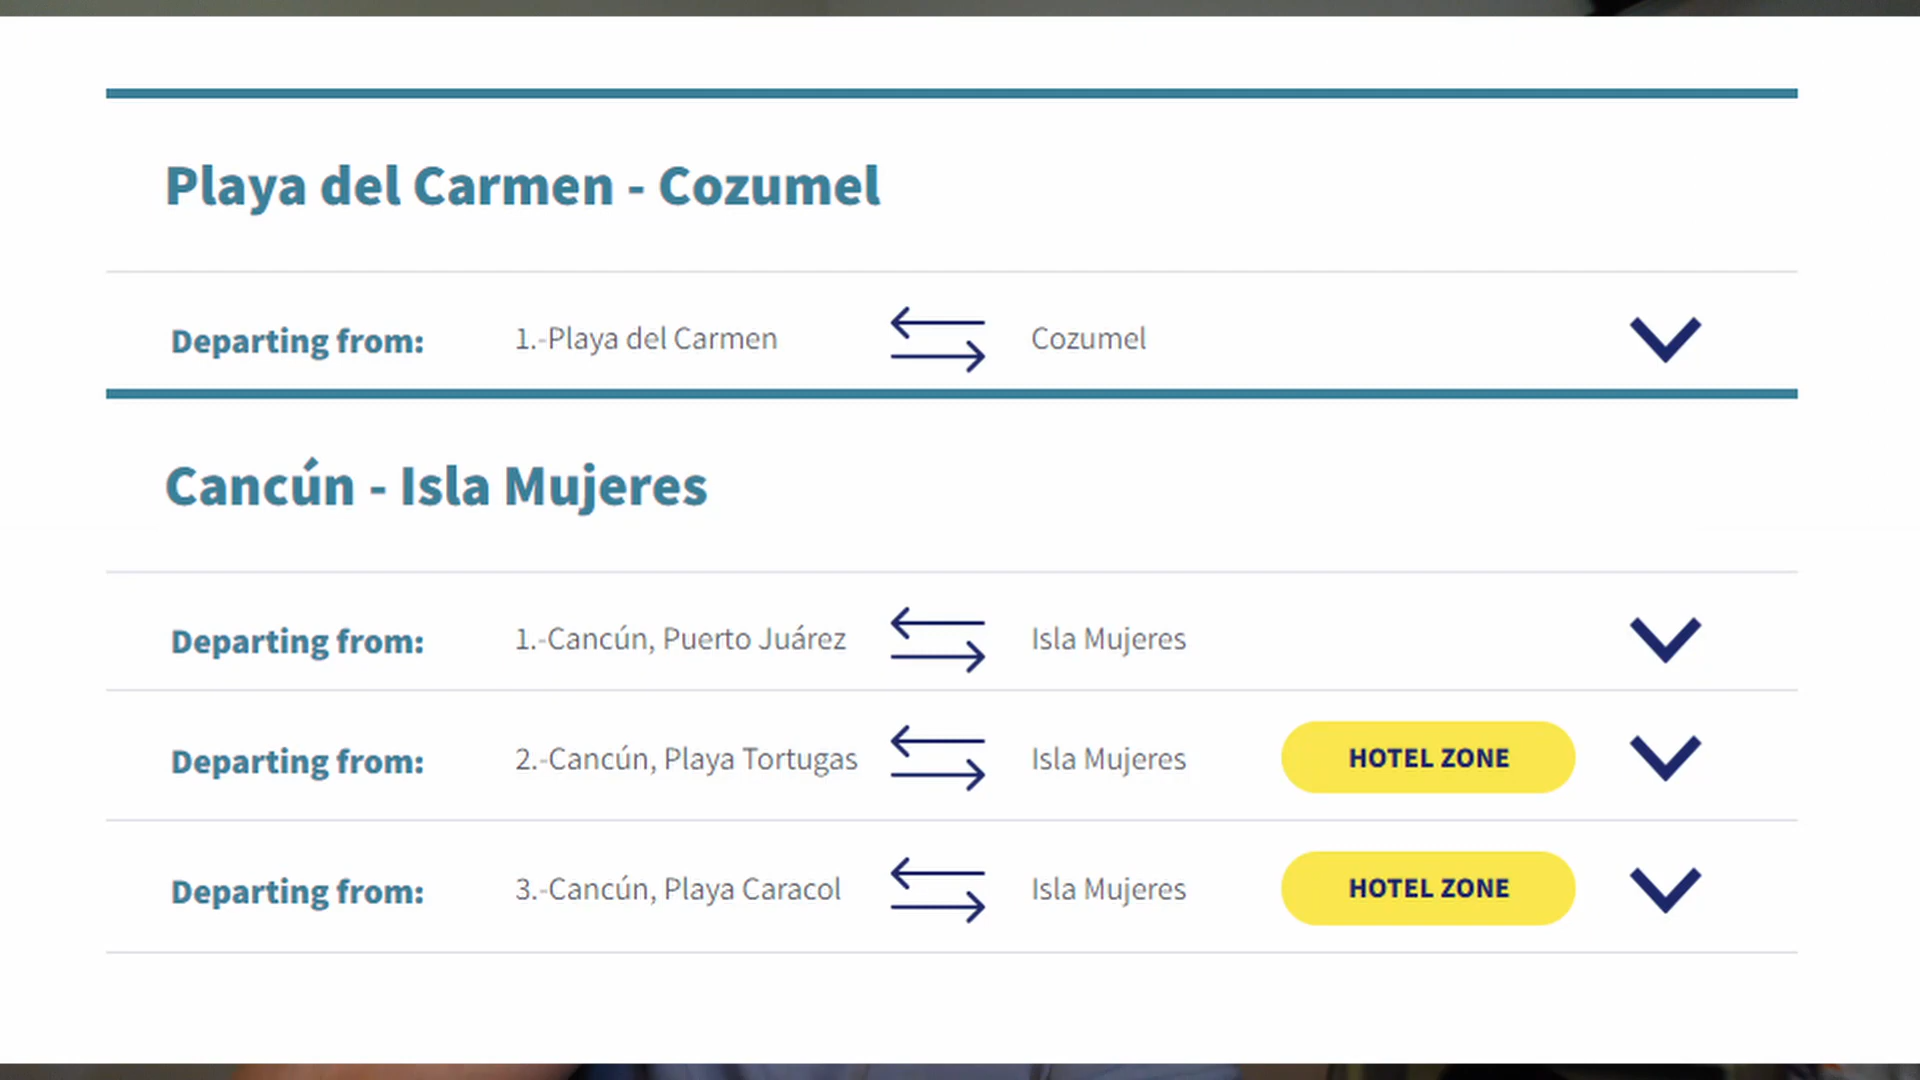 Playa del Carmen - Cozumel
Departing from: 1.-Playa del Carmen Cozumel
Cancún - Isla Mujeres
Departing from: 1.-Cancún, Puerto Juárez Isla Mujeres
Departing from: 2.-Cancún, Playa Tortugas Isla Mujeres HOTEL ZONE
Departing from: 3.-Cancún, Playa Caracol Isla Mujeres HOTEL ZONE